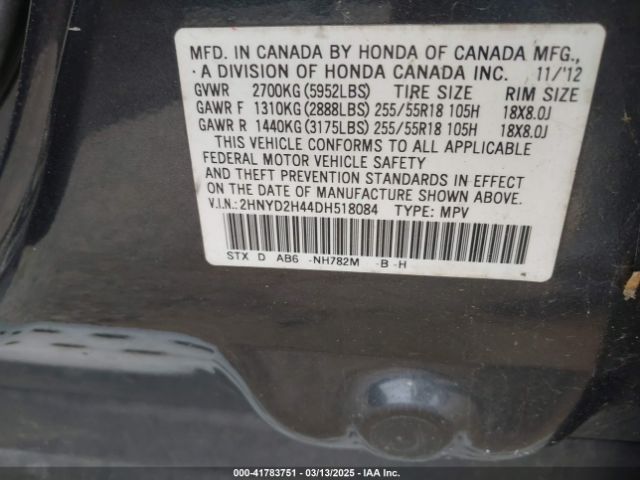 MFD. IN CANADA BY HONDA OF CANADA MFG.,
A DIVISION OF HONDA CANADA INC. 11/'12
GVWR 2700KG(5952LBS) TIRE SIZE RIM SIZE
GAWR F 1310KG(2888LBS) 255/55R18 105H 18X8.0J
GAWR R 1440KG(3175LBS) 255/55R18 105H 18X8.0J
THIS VEHICLE CONFORMS TO ALL APPLICABLE
FEDERAL MOTOR VEHICLE SAFETY
AND THEFT PREVENTION STANDARDS IN EFFECT
ON THE DATE OF MANUFACTURE SHOWN ABOVE.
V.I.N.: 2HNYD2H44DH518084 TYPE: MPV
STX D AB6 -NH782M -B -H
00-41783751 — 03/13/2025 — IAA Inc.